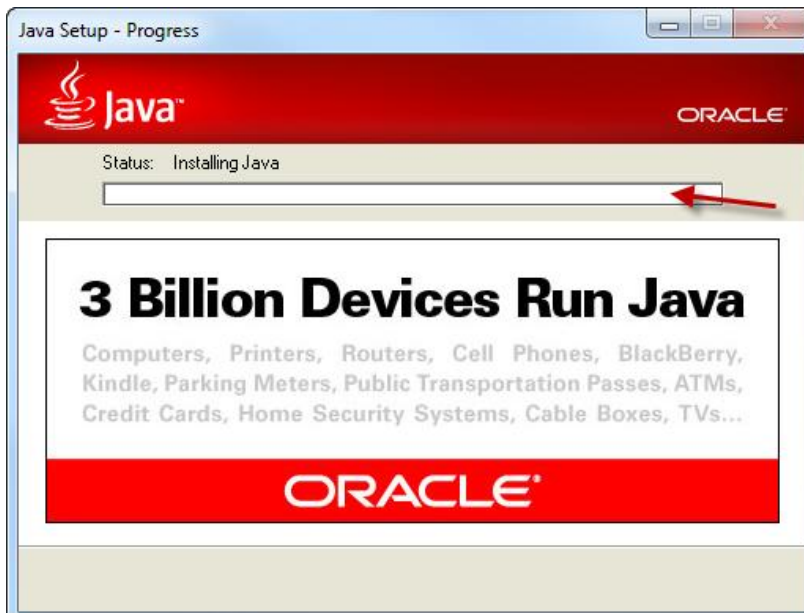 Java Setup - Progress
Java™
ORACLE®
Status: Installing Java
3 Billion Devices Run Java
Computers, Printers, Routers, Cell Phones, BlackBerry,
Kindle, Parking Meters, Public Transportation Passes, ATMs,
Credit Cards, Home Security Systems, Cable Boxes, TVs...
ORACLE®